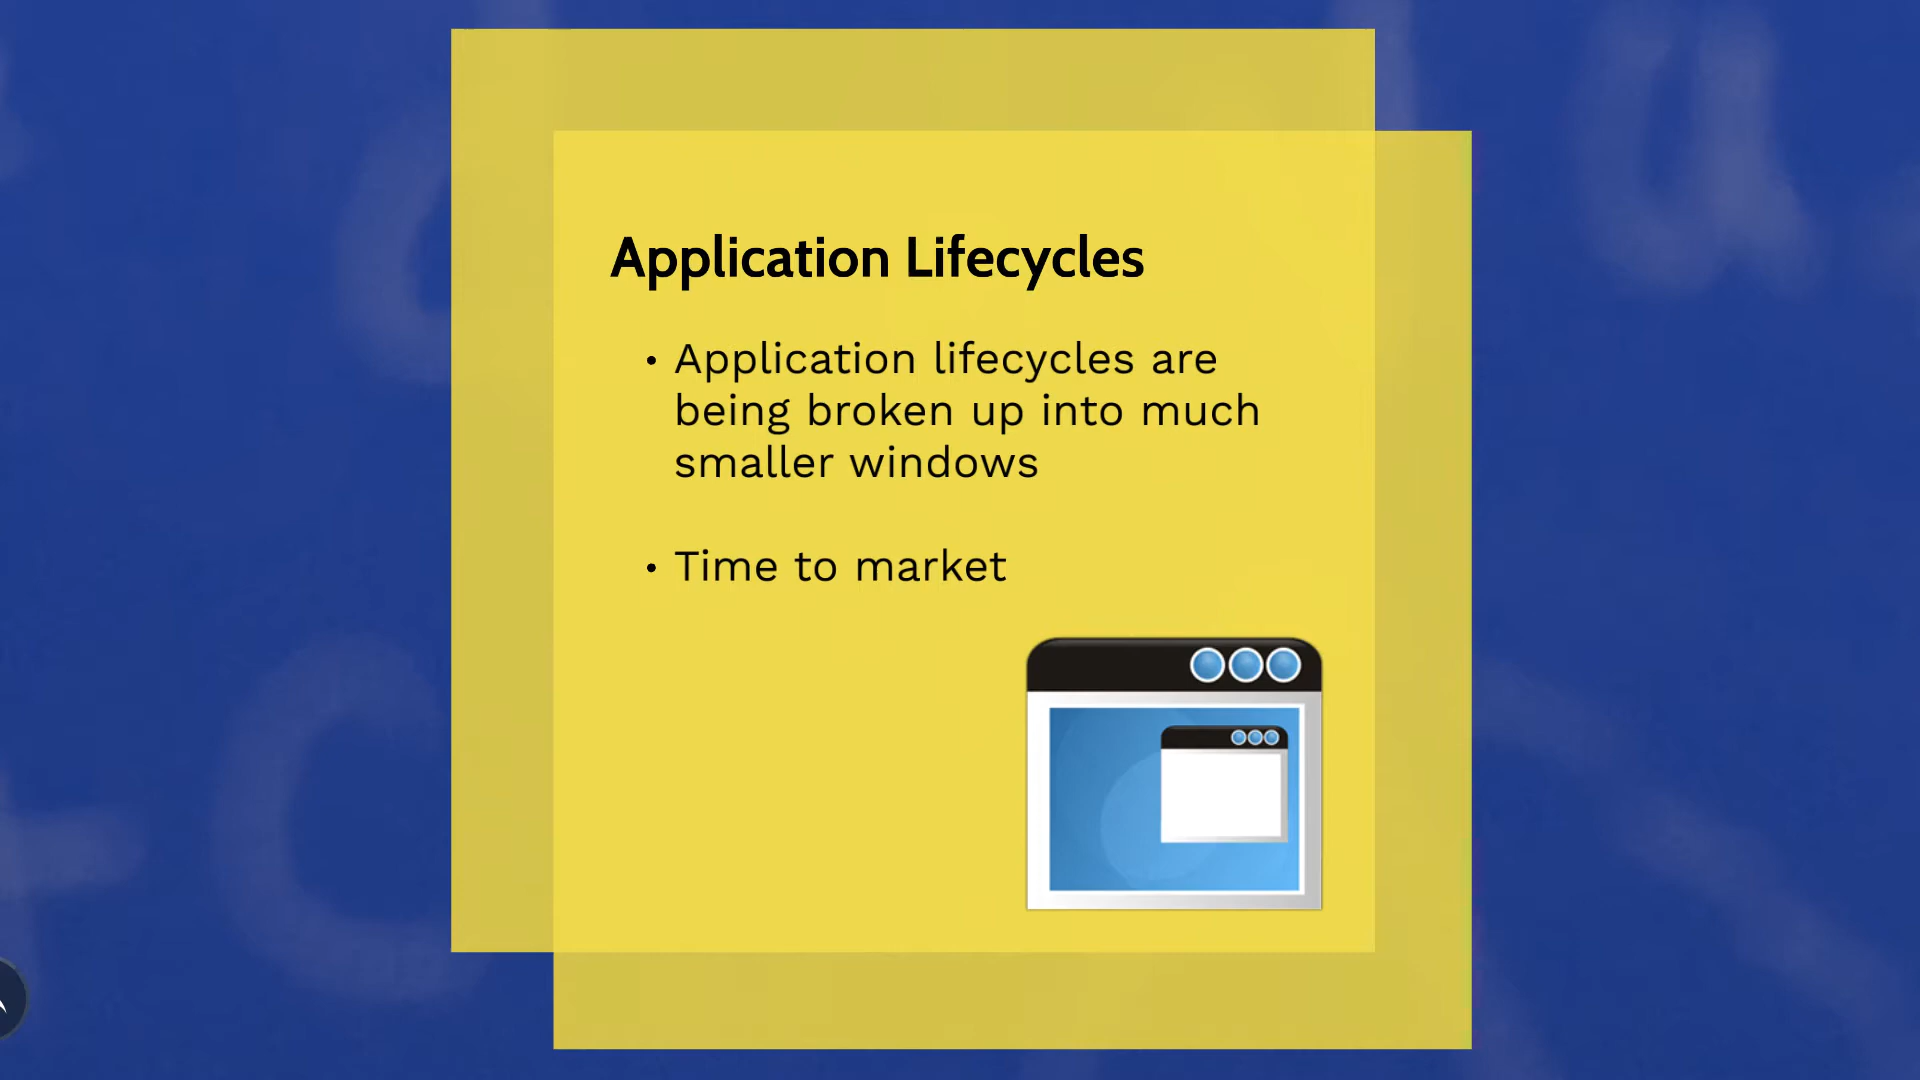 Application Lifecycles
• Application lifecycles are
being broken up into much
smaller windows
• Time to market